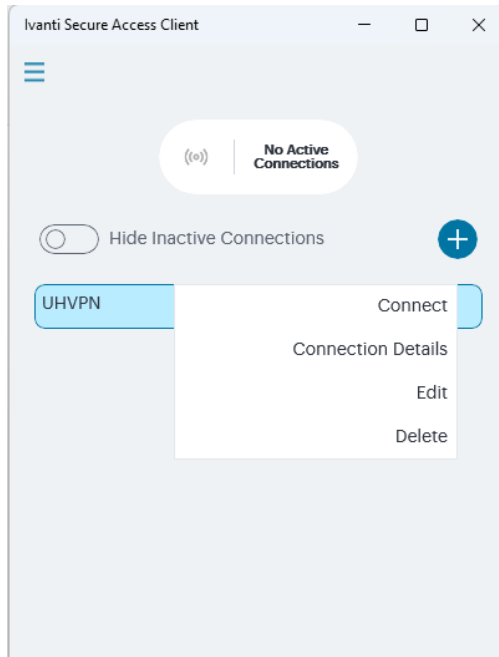 Ivanti Secure Access Client
No Active
Connections
Hide Inactive Connections
UHVPN
Connect
Connection Details
Edit
Delete